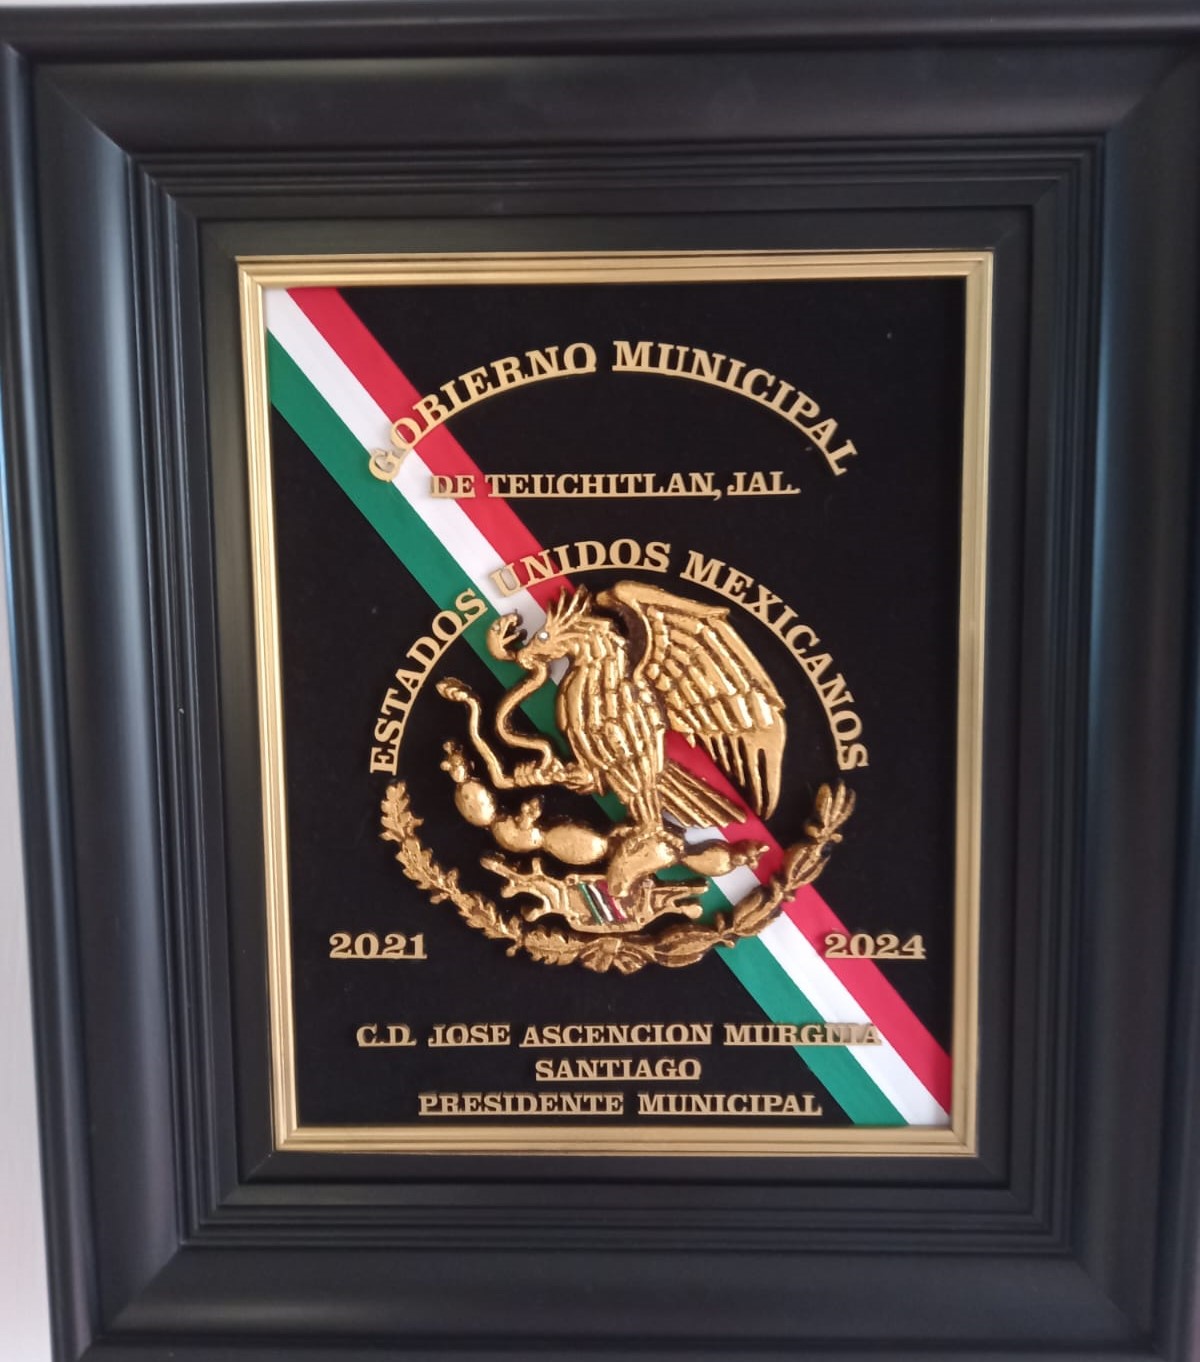 GOBIERNO MUNICIPAL
DE TEUCHITLAN, JAL.
ESTADOS UNIDOS MEXICANOS
2021
2024
C.D. JOSE ASCENCION MURGUIA
SANTIAGO
PRESIDENTE MUNICIPAL